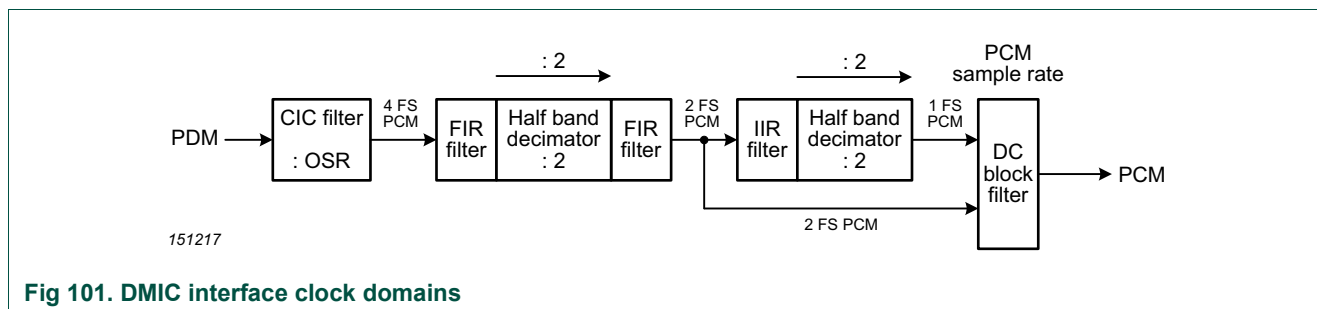 : 2
: 2
PCM
sample rate
PDM
CIC filter
: OSR
4 FS
PCM
FIR
filter
Half band
decimator
: 2
FIR
filter
2 FS
PCM
IIR
filter
Half band
decimator
: 2
1 FS
PCM
DC
block
filter
PCM
2 FS PCM
151217
Fig 101. DMIC interface clock domains